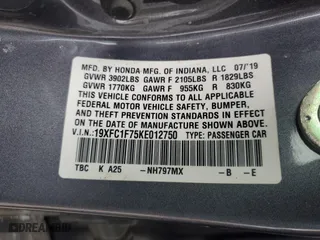 MFD. BY HONDA MFG. OF INDIANA, LLC 07/'19
GVWR 3902LBS GAWR F 2105LBS R 1829LBS
GVWR 1770KG GAWR F 955KG R 830KG
THIS VEHICLE CONFORMS TO ALL APPLICABLE
FEDERAL MOTOR VEHICLE SAFETY, BUMPER,
AND THEFT PREVENTION STANDARDS IN EFFECT
ON THE DATE OF MANUFACTURE SHOWN ABOVE.
V.I.N.: 19XFC1F75KE012750 TYPE: PASSENGER CAR
TBC K A25 -NH797MX -B -E
DREAMBID